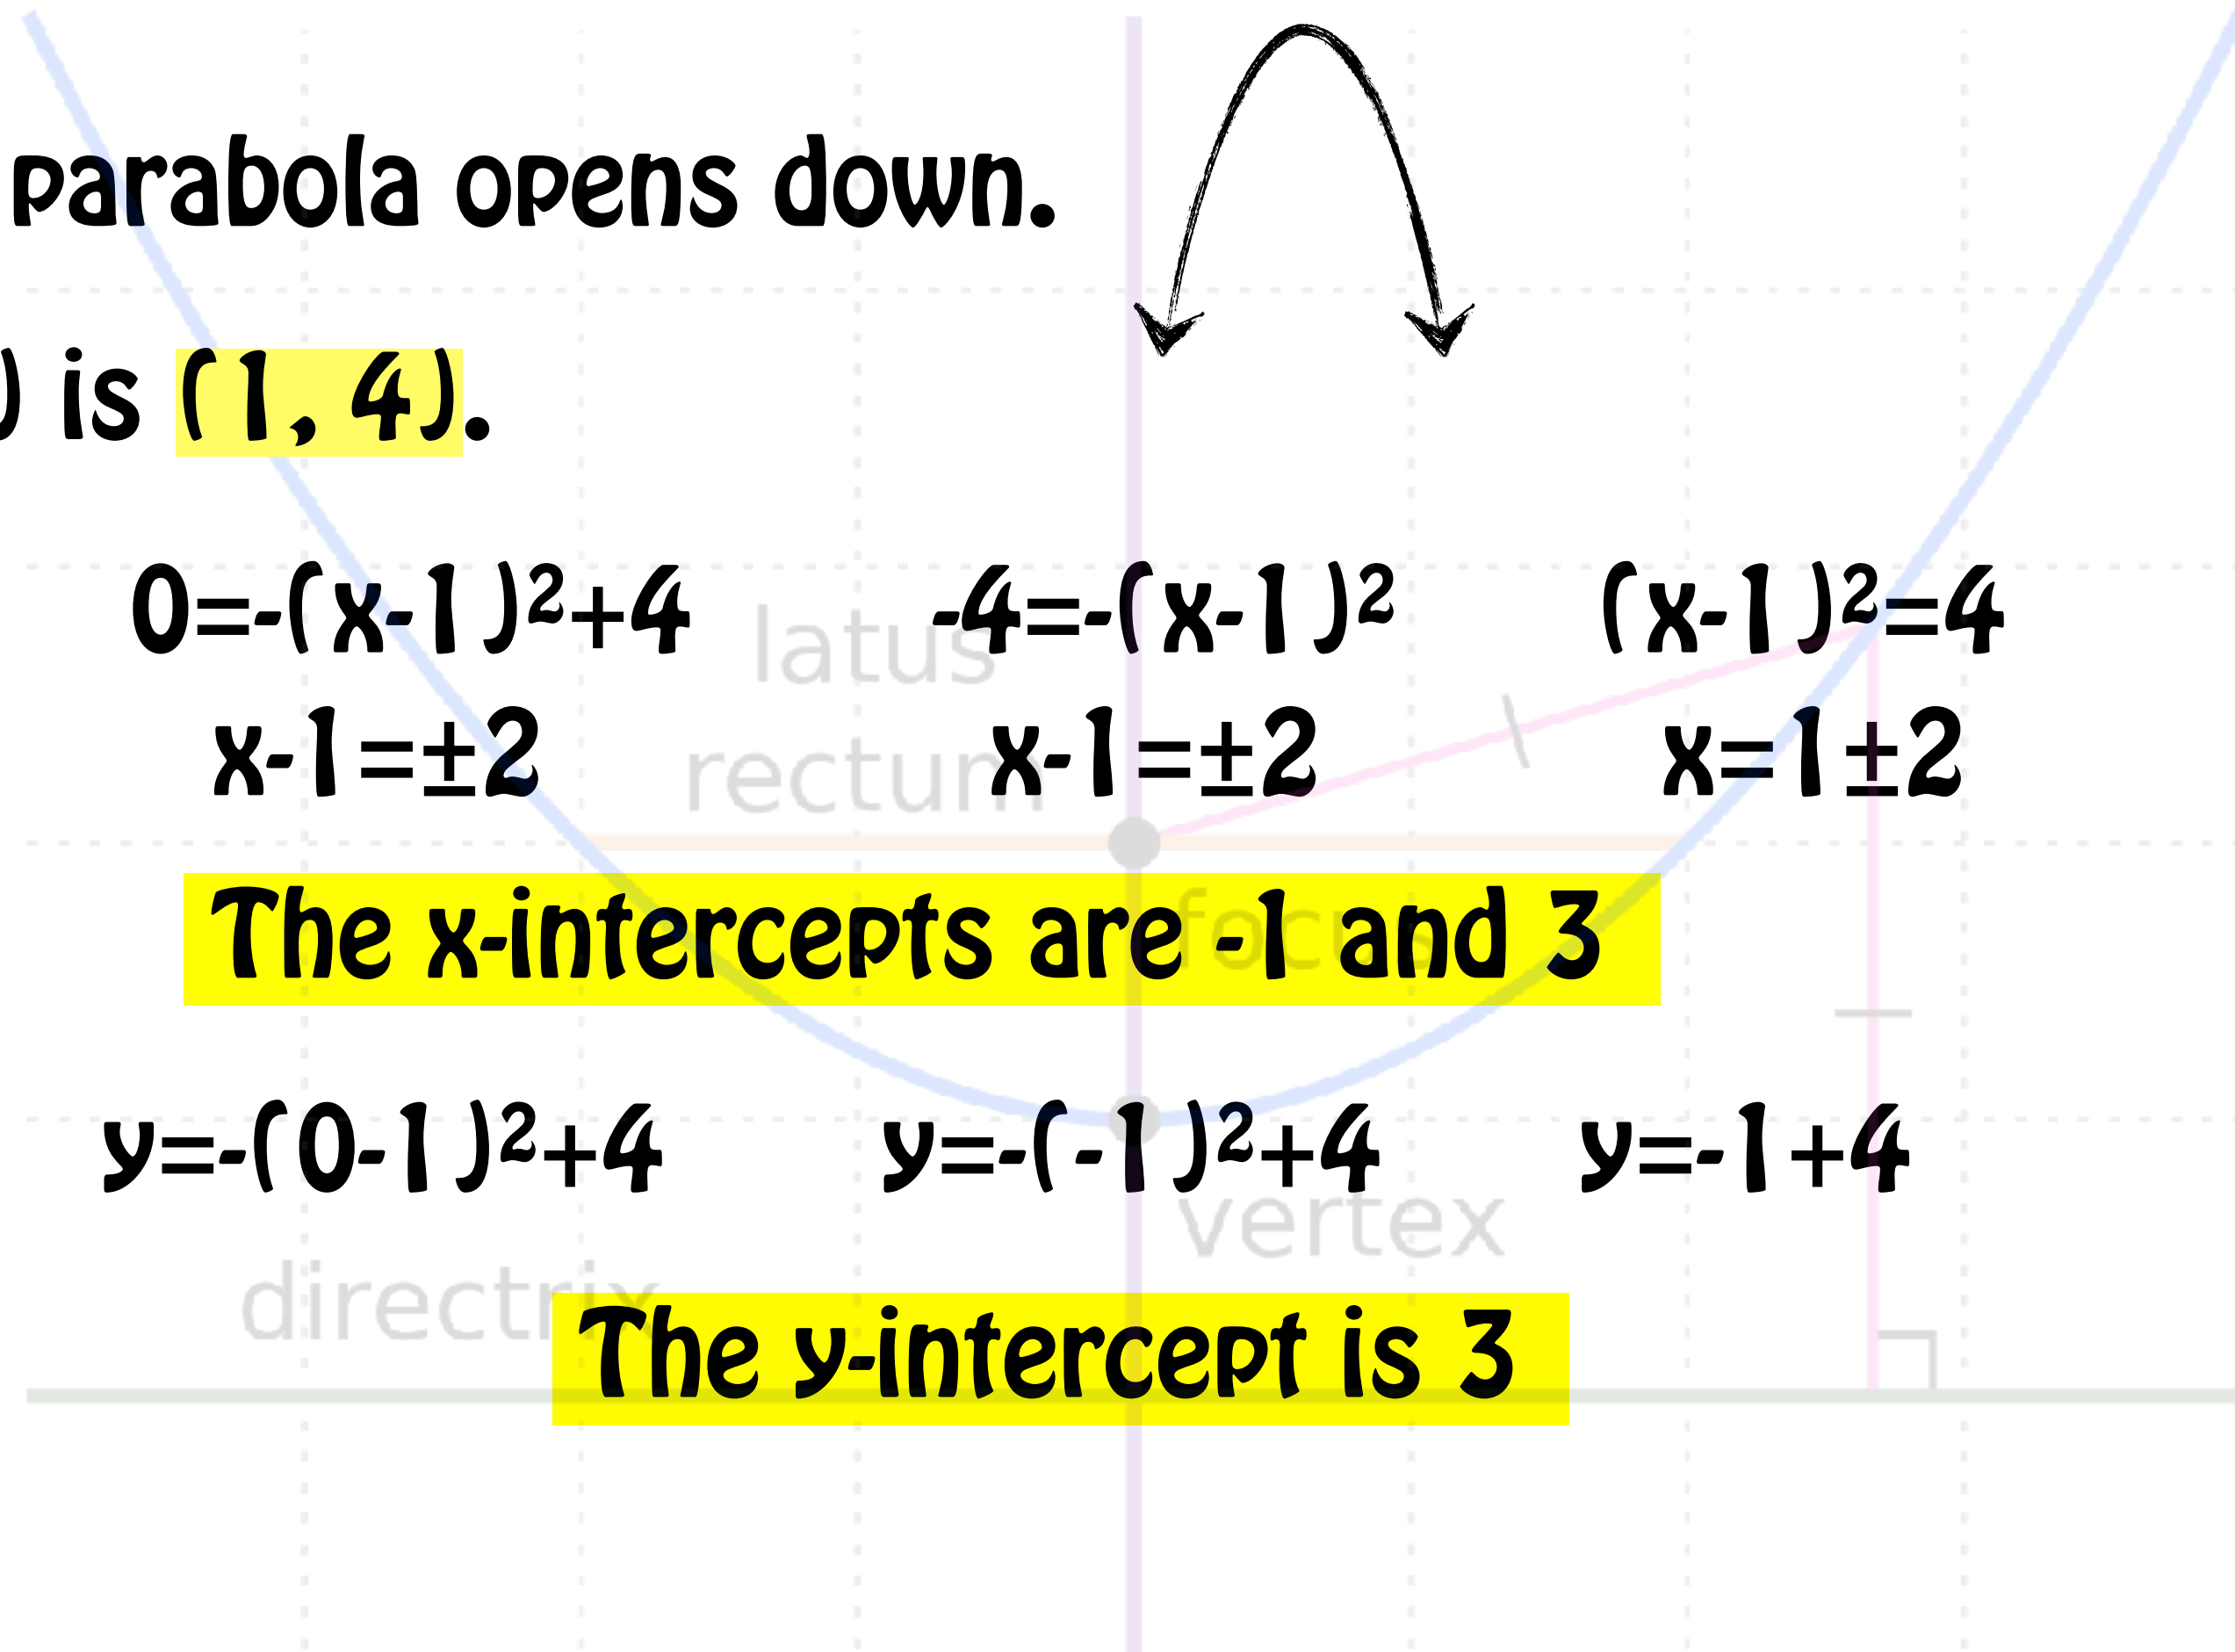 parabola opens down.
) is (1, 4).
0=-(x-1)²+4 -4=-(x-1)² (x-1)²=4
x-1=±2 x-1=±2 x=1±2
The x-intercepts are -1 and 3
y=-(0-1)²+4 y=-(-1)²+4 y=-1+4
The y-intercept is 3
latus
rectum
focus
vertex
directrix